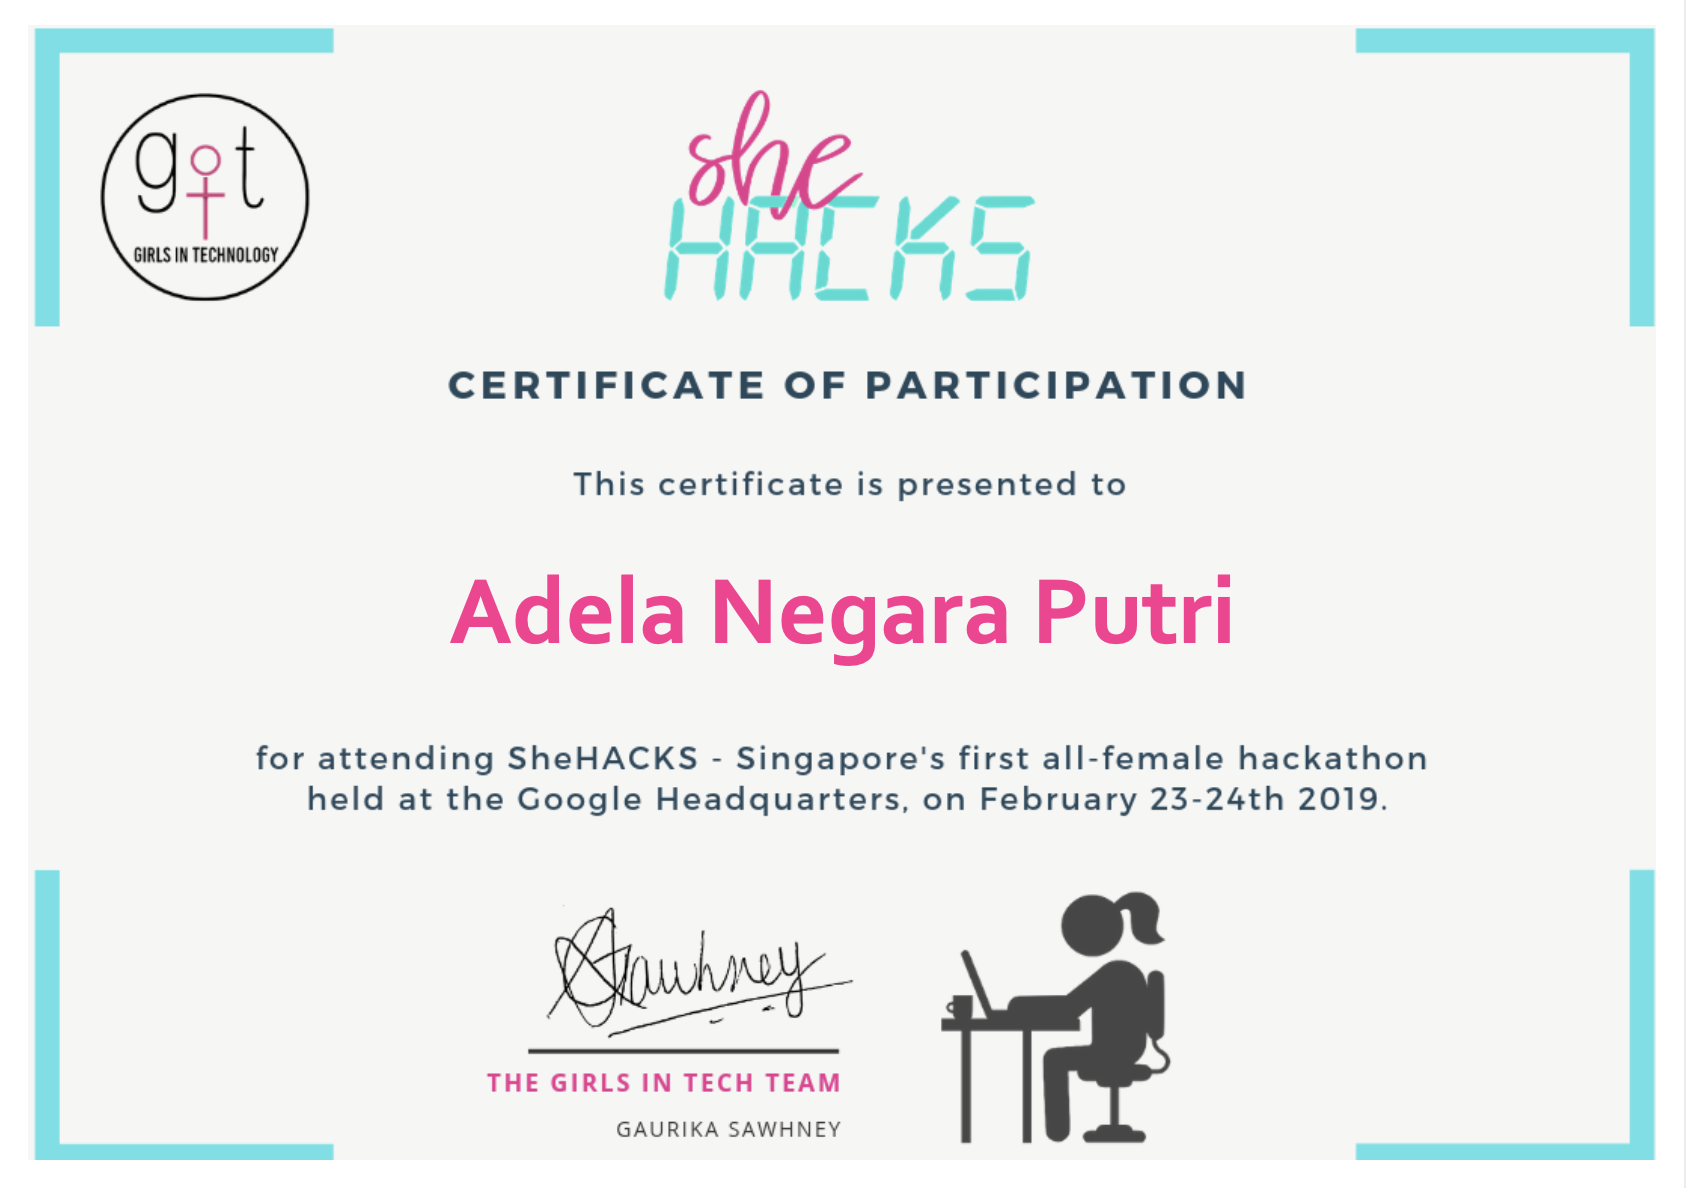 git
GIRLS IN TECHNOLOGY
she
HACKS
CERTIFICATE OF PARTICIPATION
This certificate is presented to
Adela Negara Putri
for attending SheHACKS - Singapore's first all-female hackathon
held at the Google Headquarters, on February 23-24th 2019.
Sawhney
THE GIRLS IN TECH TEAM
GAURIKA SAWHNEY